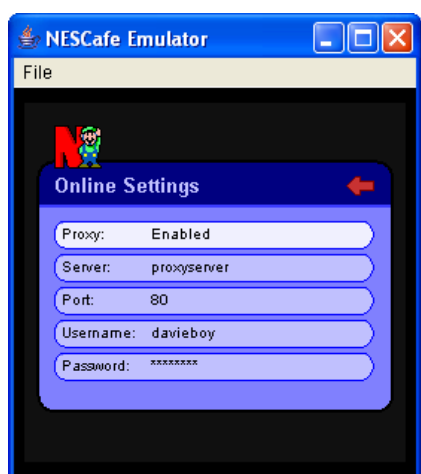 NESCafe Emulator
File
N
Online Settings
Proxy: Enabled
Server: proxyserver
Port: 80
Username: davieboy
Password: ********